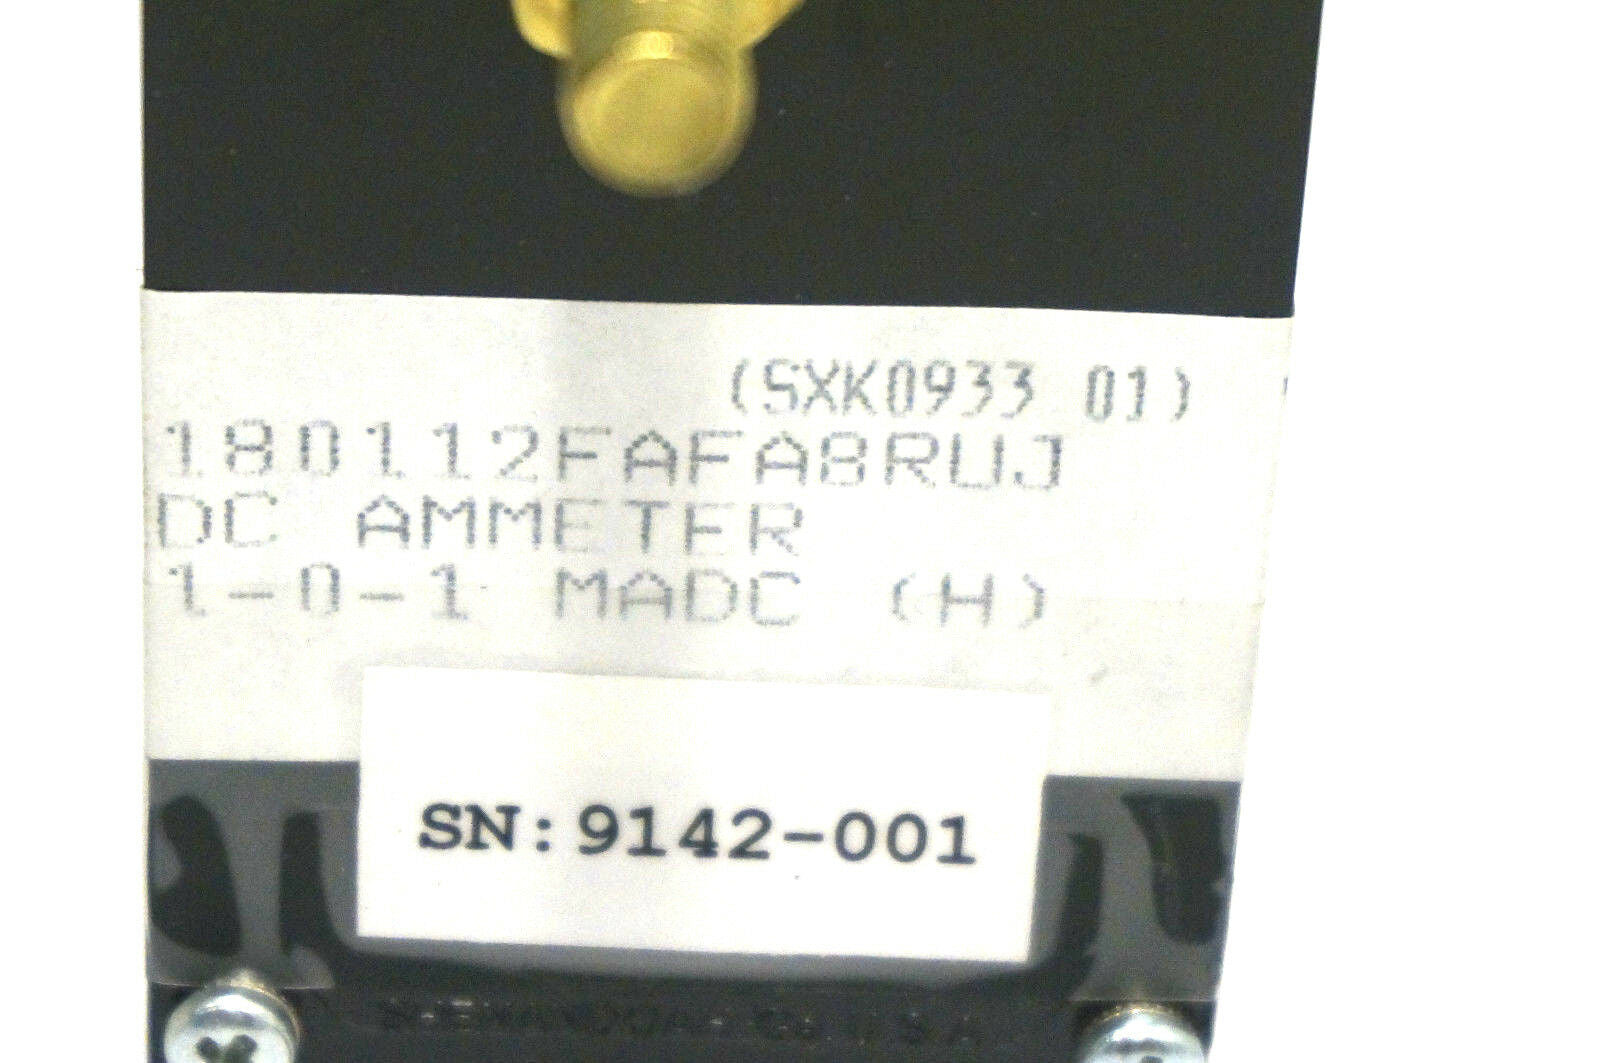 (SXK0933 01)
180112FAFA8RUJ
DC AMMETER
1-0-1 MADC (H)
SN:9142-001
U.S.A.